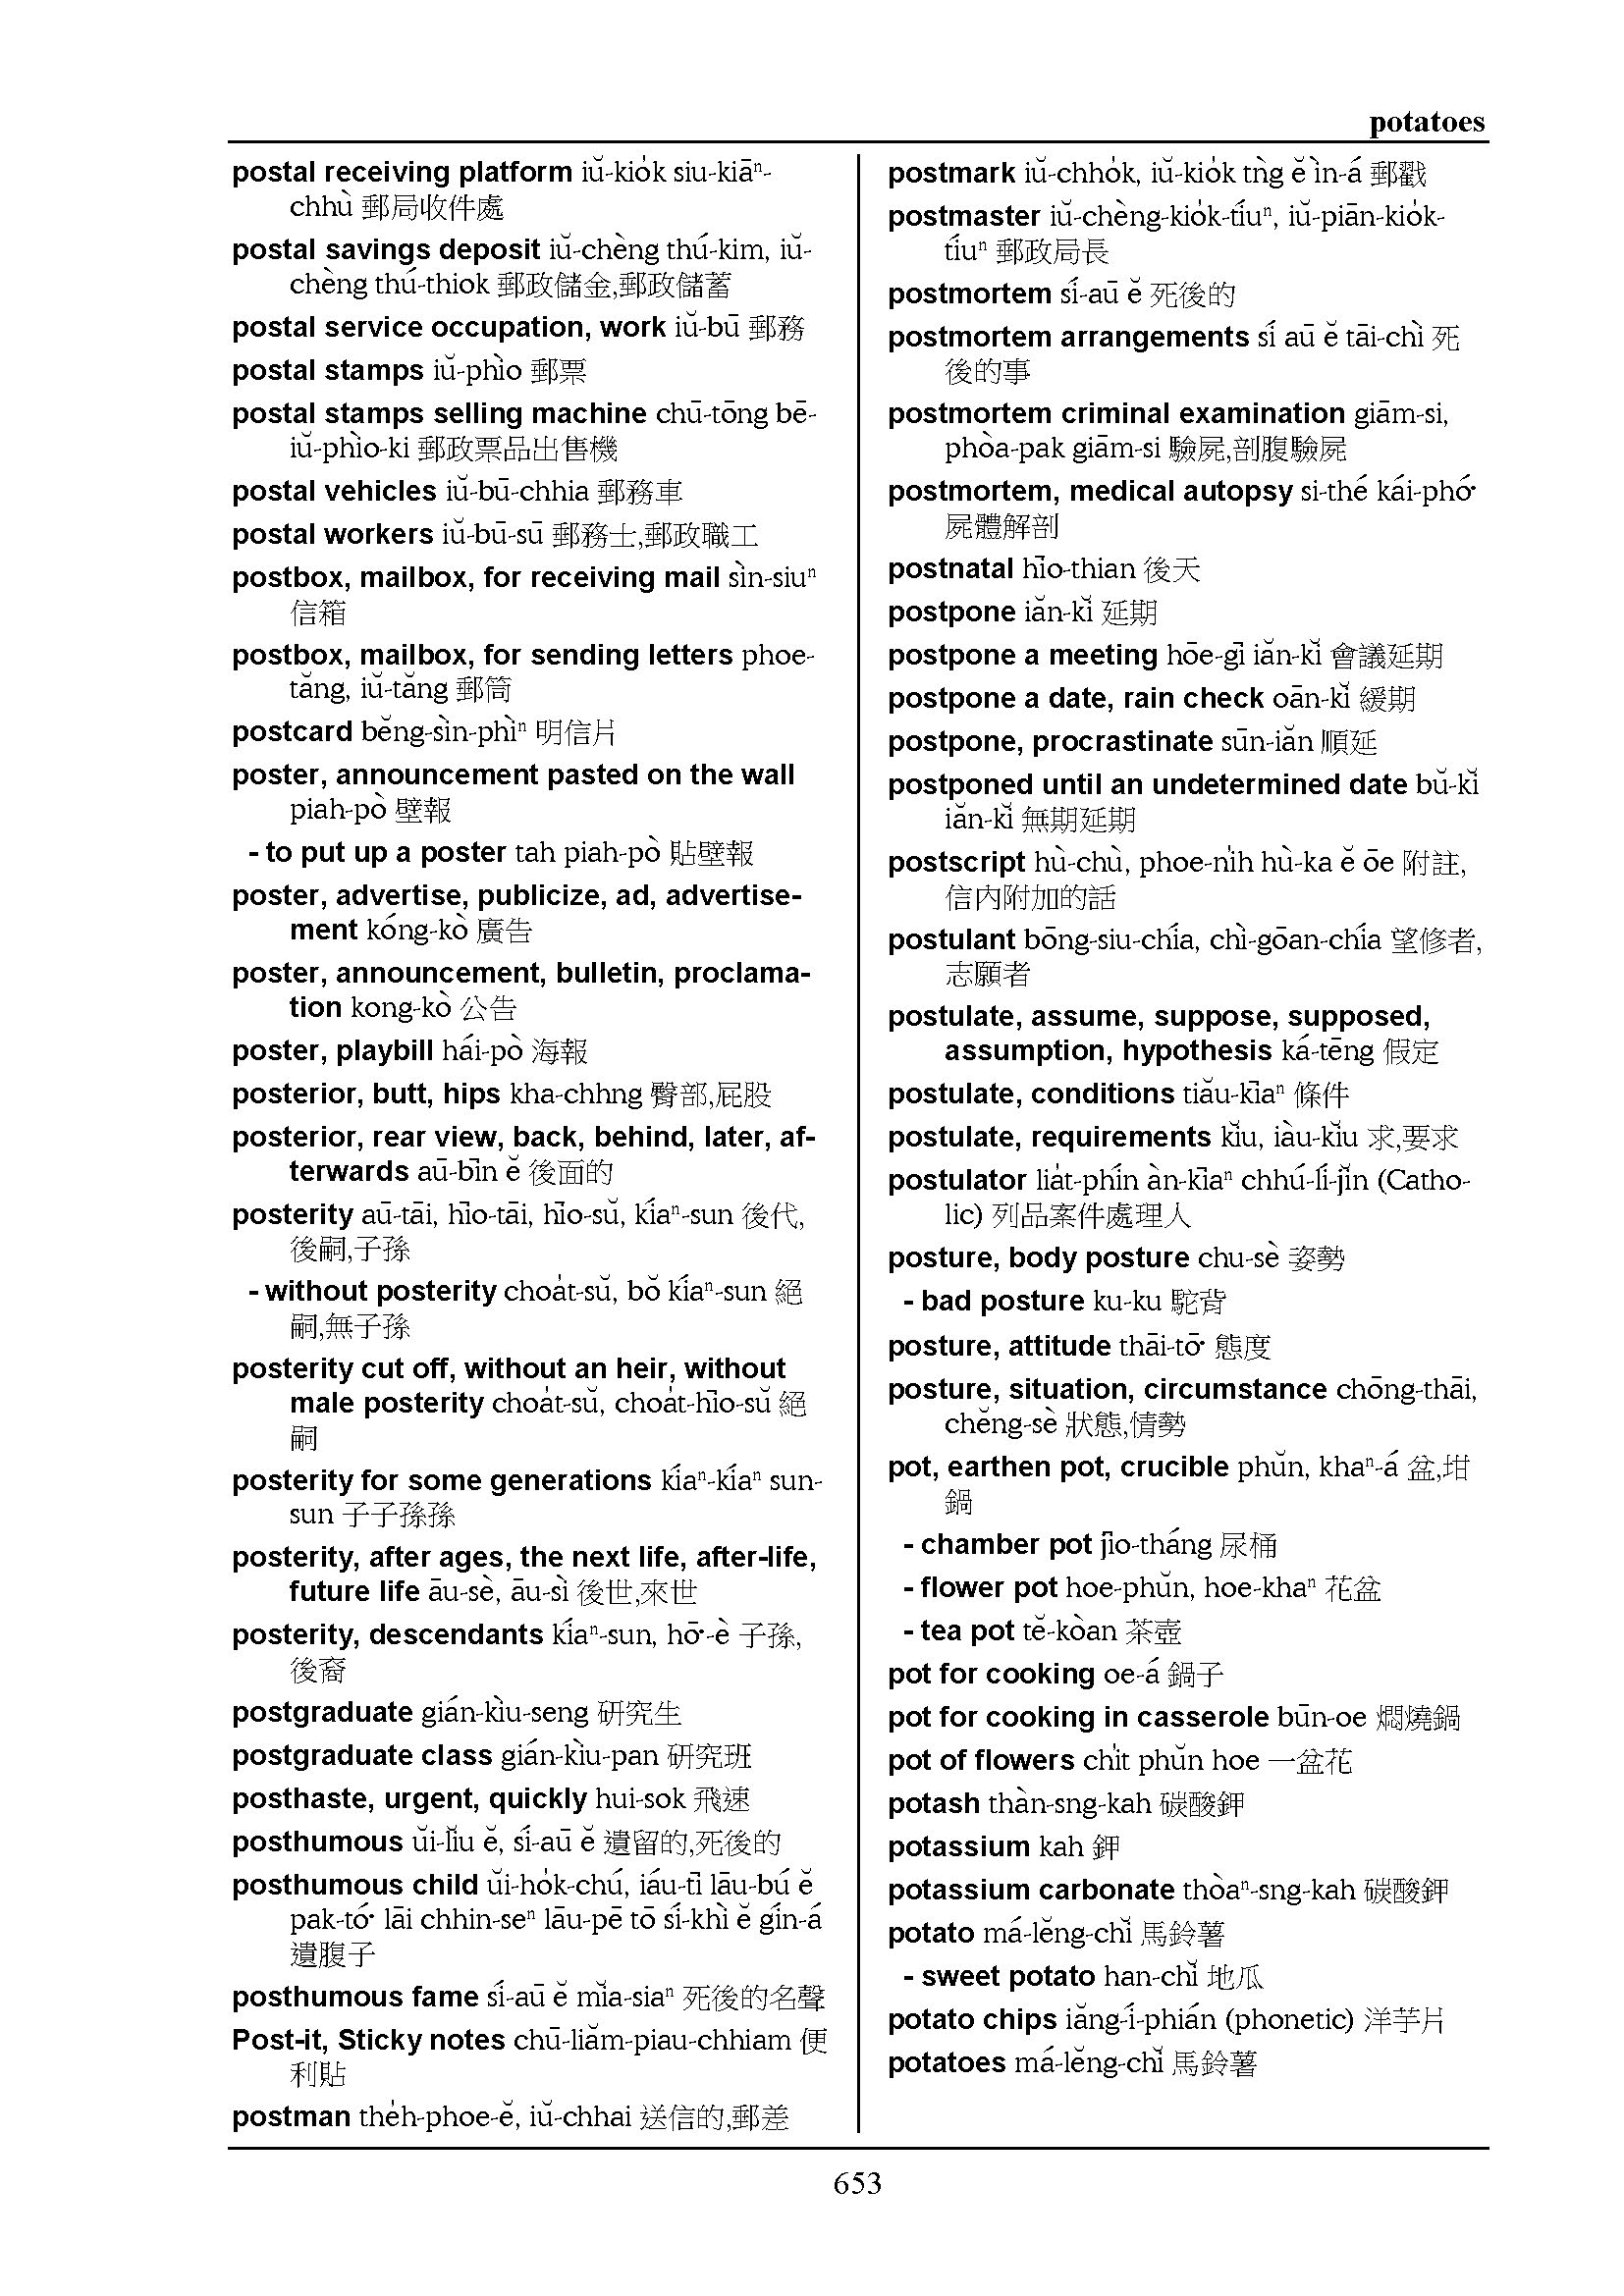 potatoes
postal receiving platform iŭ-kio̍k siu-kiāⁿ-
chhù 郵局收件處
postal savings deposit iŭ-chèng thú-kim, iŭ-
chèng thú-thiok 郵政儲金,郵政儲蓄
postal service occupation, work iŭ-bū 郵務
postal stamps iŭ-phìo 郵票
postal stamps selling machine chū-tōng bē-
iŭ-phìo-ki 郵政票品出售機
postal vehicles iŭ-bū-chhia 郵務車
postal workers iŭ-bū-sū 郵務士,郵政職工
postbox, mailbox, for receiving mail sìn-siuⁿ
信箱
postbox, mailbox, for sending letters phoe-
tăng, iŭ-tăng 郵筒
postcard bĕng-sìn-phìⁿ 明信片
poster, announcement pasted on the wall
piah-pò 壁報
- to put up a poster tah piah-pò 貼壁報
poster, advertise, publicize, ad, advertise-
ment kóng-kò 廣告
poster, announcement, bulletin, proclama-
tion kong-kò 公告
poster, playbill hái-pò 海報
posterior, butt, hips kha-chhng 臀部,屁股
posterior, rear view, back, behind, later, af-
terwards aū-bīn ĕ 後面的
posterity aū-tāi, hīo-tāi, hīo-sŭ, kíaⁿ-sun 後代,
後嗣,子孫
- without posterity choa̍t-sŭ, bŏ kíaⁿ-sun 絕
嗣,無子孫
posterity cut off, without an heir, without
male posterity choa̍t-sŭ, choa̍t-hīo-sŭ 絕
嗣
posterity for some generations kíaⁿ-kíaⁿ sun-
sun 子子孫孫
posterity, after ages, the next life, after-life,
future life āu-sè, āu-sì 後世,來世
posterity, descendants kíaⁿ-sun, hō͘-è 子孫,
後裔
postgraduate gián-kìu-seng 研究生
postgraduate class gián-kìu-pan 研究班
posthaste, urgent, quickly hui-sok 飛速
posthumous ŭi-lĭu ĕ, sí-aū ĕ 遺留的,死後的
posthumous child ŭi-ho̍k-chú, iáu-tī lāu-bú ĕ
pak-tó͘ lāi chhin-seⁿ lāu-pē tō sí-khì ĕ gín-á
遺腹子
posthumous fame sí-aū ĕ mĭa-siaⁿ 死後的名聲
Post-it, Sticky notes chū-liăm-piau-chhiam 便
利貼
postman the̍h-phoe-ĕ, iŭ-chhai 送信的,郵差
postmark iŭ-chho̍k, iŭ-kio̍k tǹg ĕ ìn-á 郵戳
postmaster iŭ-chèng-kio̍k-tíuⁿ, iŭ-piān-kio̍k-
tíuⁿ 郵政局長
postmortem sí-aū ĕ 死後的
postmortem arrangements sí aū ĕ tāi-chì 死
後的事
postmortem criminal examination giām-si,
phòa-pak giām-si 驗屍,剖腹驗屍
postmortem, medical autopsy si-thé kái-phó͘
屍體解剖
postnatal hīo-thian 後天
postpone iăn-kĭ 延期
postpone a meeting hōe-gī iăn-kĭ 會議延期
postpone a date, rain check oān-kĭ 緩期
postpone, procrastinate sūn-iăn 順延
postponed until an undetermined date bŭ-kĭ
iăn-kĭ 無期延期
postscript hù-chù, phoe-ni̍h hù-ka ĕ ōe 附註,
信內附加的話
postulant bōng-siu-chía, chì-gōan-chía 望修者,
志願者
postulate, assume, suppose, supposed,
assumption, hypothesis ká-tēng 假定
postulate, conditions tiău-kīaⁿ 條件
postulate, requirements kĭu, iàu-kĭu 求,要求
postulator lia̍t-phín àn-kīaⁿ chhú-lí-jĭn (Catho-
lic) 列品案件處理人
posture, body posture chu-sè 姿勢
- bad posture ku-ku 駝背
posture, attitude thāi-tō͘ 態度
posture, situation, circumstance chōng-thāi,
chĕng-sè 狀態,情勢
pot, earthen pot, crucible phŭn, khaⁿ-á 盆,坩
鍋
- chamber pot jīo-tháng 尿桶
- flower pot hoe-phŭn, hoe-khaⁿ 花盆
- tea pot tĕ-kòan 茶壺
pot for cooking oe-á 鍋子
pot for cooking in casserole būn-oe 燜燒鍋
pot of flowers chi̍t phŭn hoe 一盆花
potash thàn-sng-kah 碳酸鉀
potassium kah 鉀
potassium carbonate thòaⁿ-sng-kah 碳酸鉀
potato má-lĕng-chĭ 馬鈴薯
- sweet potato han-chĭ 地瓜
potato chips iăng-í-phián (phonetic) 洋芋片
potatoes má-lĕng-chĭ 馬鈴薯
653